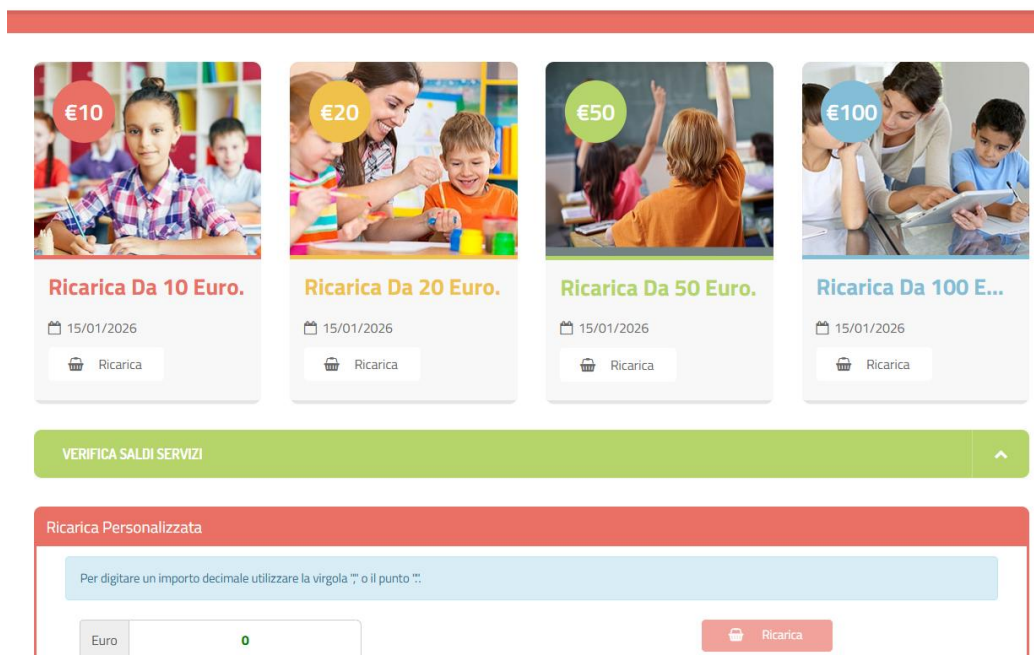 €10
€20
€50
€100
Ricarica Da 10 Euro.
Ricarica Da 20 Euro.
Ricarica Da 50 Euro.
Ricarica Da 100 E...
15/01/2026
15/01/2026
15/01/2026
15/01/2026
Ricarica
Ricarica
Ricarica
Ricarica
VERIFICA SALDI SERVIZI
Ricarica Personalizzata
Per digitare un importo decimale utilizzare la virgola "," o il punto ".".
Euro
0
Ricarica